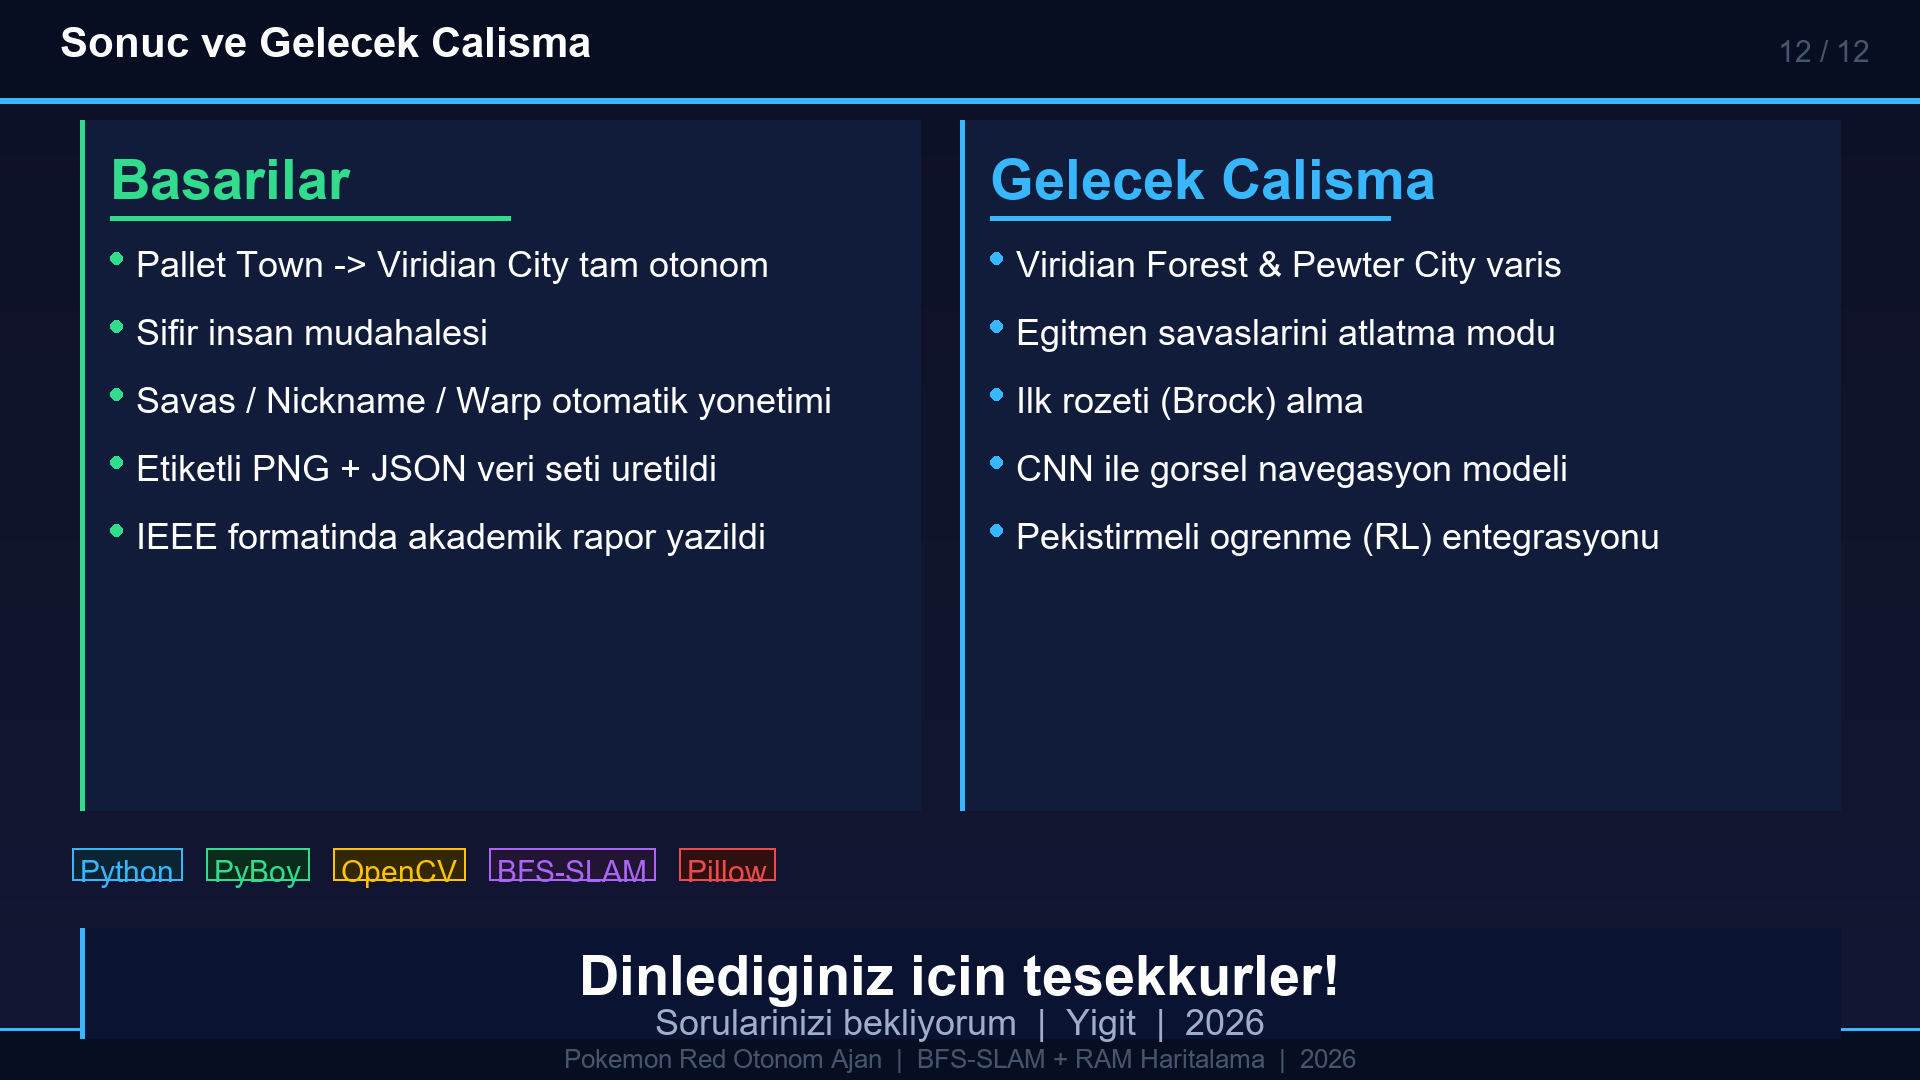 Sonuc ve Gelecek Calisma
12 / 12
Basarilar
Pallet Town -> Viridian City tam otonom
Sifir insan mudahalesi
Savas / Nickname / Warp otomatik yonetimi
Etiketli PNG + JSON veri seti uretildi
IEEE formatinda akademik rapor yazildi
Gelecek Calisma
Viridian Forest & Pewter City varis
Egitmen savaslarini atlatma modu
Ilk rozeti (Brock) alma
CNN ile gorsel navegasyon modeli
Pekistirmeli ogrenme (RL) entegrasyonu
Python PyBoy OpenCV BFS-SLAM Pillow
Dinlediginiz icin tesekkurler!
Sorularinizi bekliyorum | Yigit | 2026
Pokemon Red Otonom Ajan | BFS-SLAM + RAM Haritalama | 2026